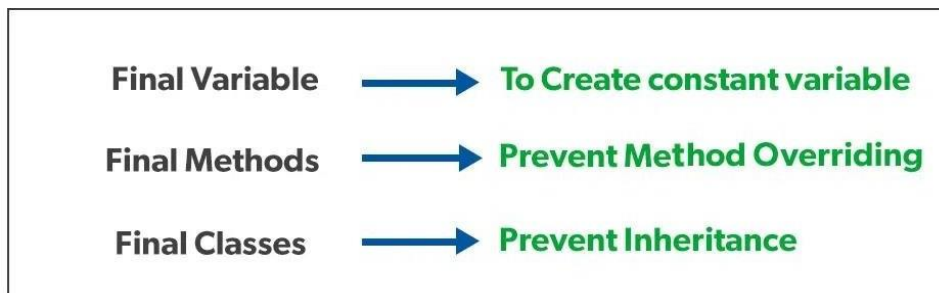 Final Variable To Create constant variable
Final Methods Prevent Method Overriding
Final Classes Prevent Inheritance